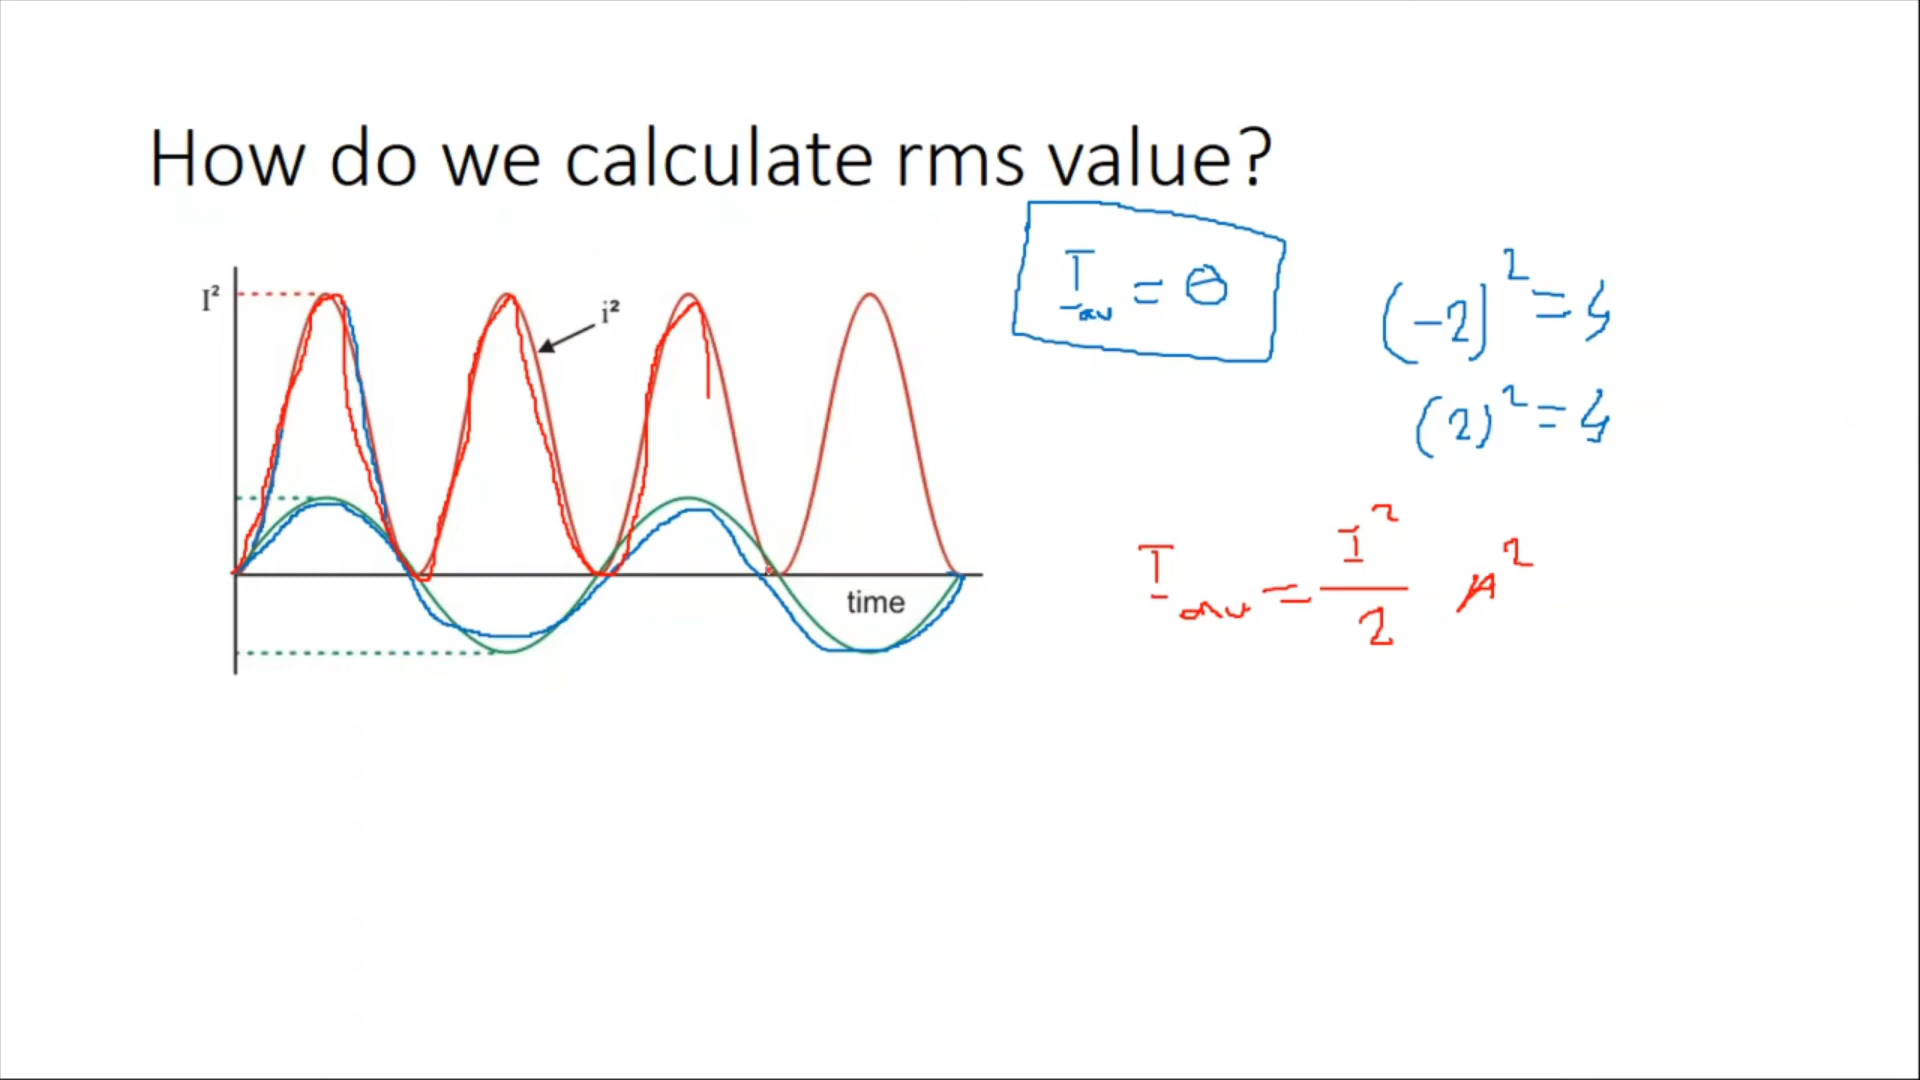 How do we calculate rms value?
I²
i²
time
I_av = 0
(-2)² = 4
(2)² = 4
I_av = I²/2 A²